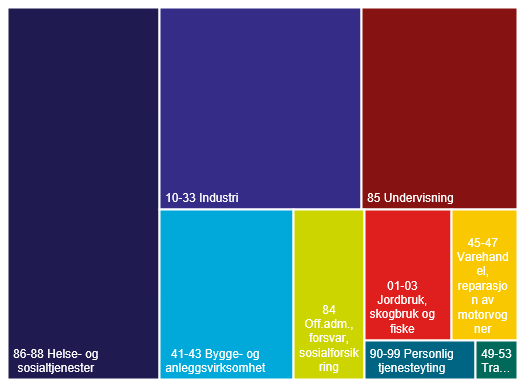 86-88 Helse- og
sosialtjenester
10-33 Industri
85 Undervisning
41-43 Bygge- og
anleggsvirksomhet
84
Off.adm.,
forsvar,
sosialforsik
ring
01-03
Jordbruk,
skogbruk og
fiske
45-47
Varehand
el,
reparasjo
n av
motorvog
ner
90-99 Personlig
tjenesteyting
49-53
Tra...